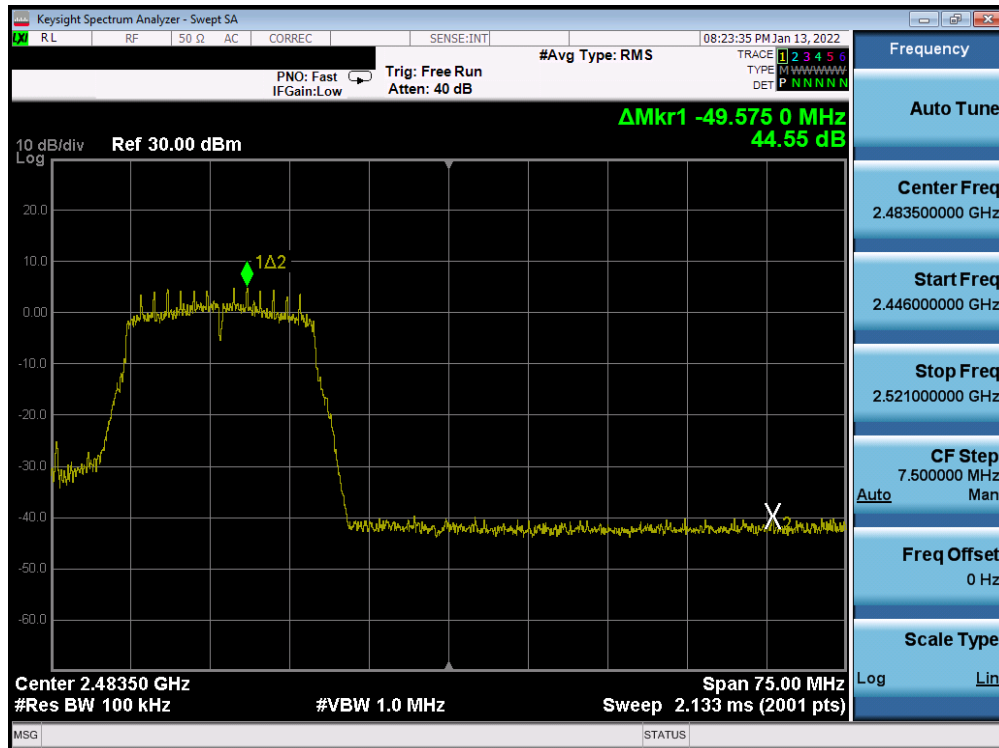 Keysight Spectrum Analyzer - Swept SA
LXI RL RF 50 Ω AC CORREC SENSE:INT 08:23:35 PM Jan 13, 2022
#Avg Type: RMS
TRACE 1 2 3 4 5 6
TYPE M WWWWW
DET P N N N N N
PNO: Fast
IFGain:Low
Trig: Free Run
Atten: 40 dB
ΔMkr1 -49.575 0 MHz
44.55 dB
10 dB/div Ref 30.00 dBm
Log
20.0
10.0
0.00
-10.0
-20.0
-30.0
-40.0
-50.0
-60.0
1Δ2
X2
Center 2.48350 GHz
Span 75.00 MHz
#Res BW 100 kHz #VBW 1.0 MHz Sweep 2.133 ms (2001 pts)
MSG STATUS
Frequency
Auto Tune
Center Freq
2.483500000 GHz
Start Freq
2.446000000 GHz
Stop Freq
2.521000000 GHz
CF Step
7.500000 MHz
Auto Man
Freq Offset
0 Hz
Scale Type
Log Lin